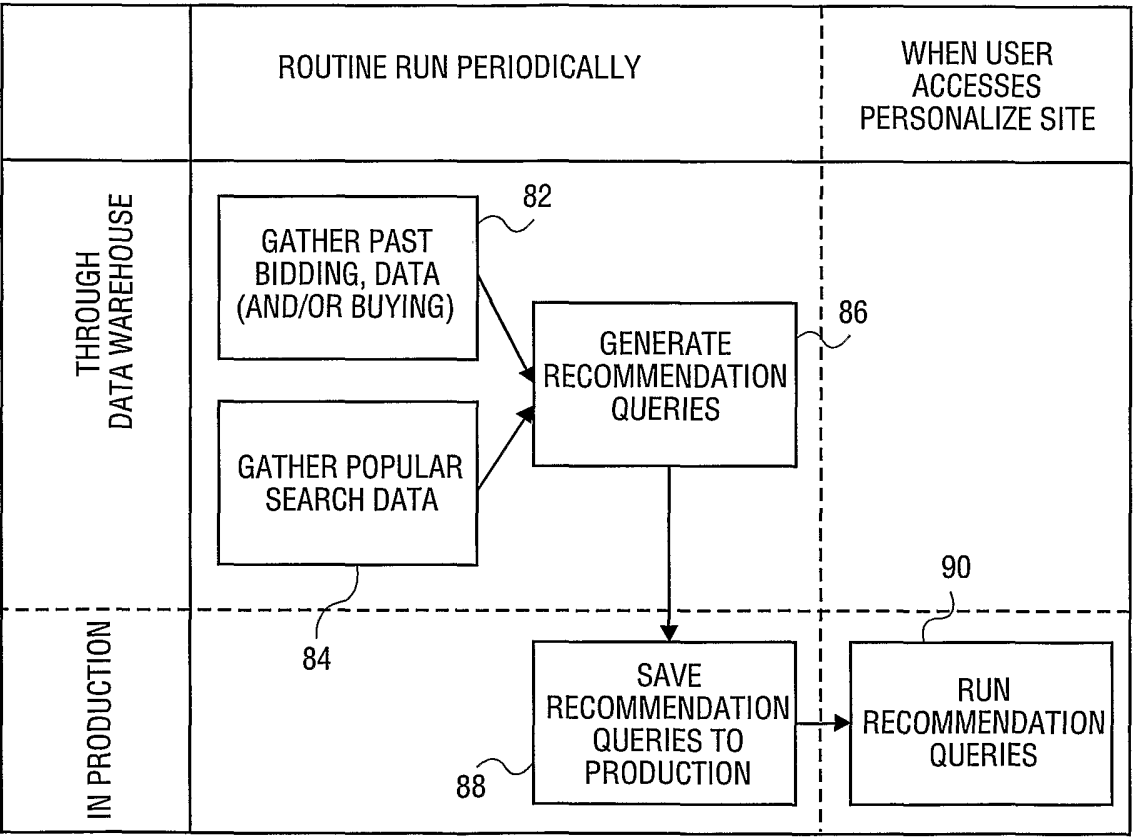 ROUTINE RUN PERIODICALLY
WHEN USER
ACCESSES
PERSONALIZE SITE
THROUGH
DATA WAREHOUSE
82
GATHER PAST
BIDDING, DATA
(AND/OR BUYING)
86
GENERATE
RECOMMENDATION
QUERIES
GATHER POPULAR
SEARCH DATA
84
90
IN PRODUCTION
SAVE
RECOMMENDATION
QUERIES TO
PRODUCTION
88
RUN
RECOMMENDATION
QUERIES